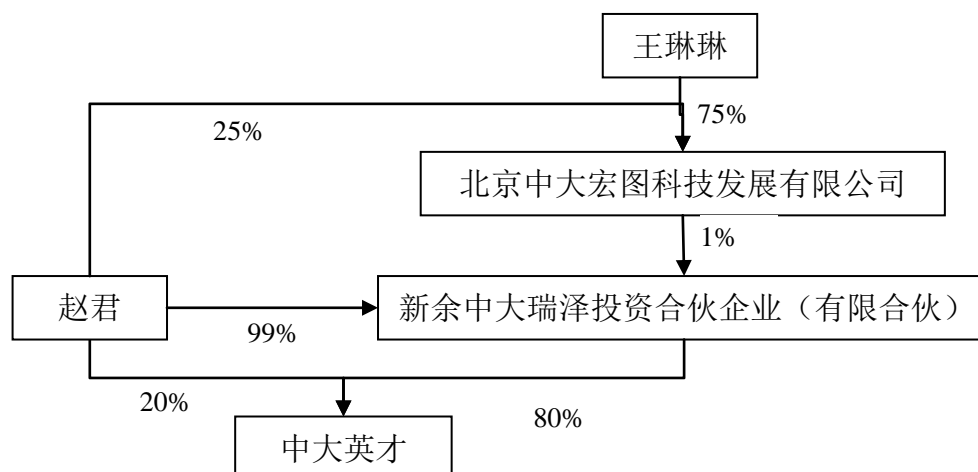 王琳琳
25%
75%
北京中大宏图科技发展有限公司
1%
赵君
新余中大瑞泽投资合伙企业（有限合伙）
99%
20%
80%
中大英才